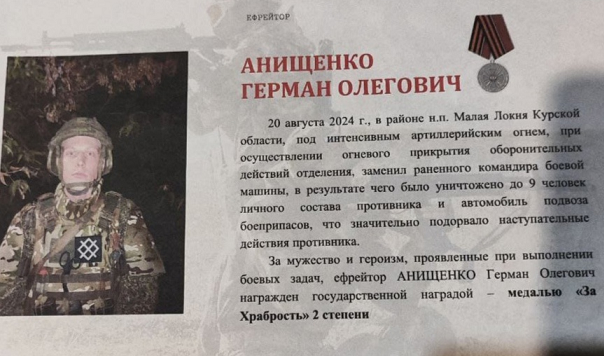 ЕФРЕЙТОР
АНИЩЕНКО
ГЕРМАН ОЛЕГОВИЧ
20 августа 2024 г., в районе н.п. Малая Локня Курской
области, под интенсивным артиллерийским огнем, при
осуществлении огневого прикрытия оборонительных
действий отделения, заменил раненного командира боевой
машины, в результате чего было уничтожено до 9 человек
личного состава противника и автомобиль подвоза
боеприпасов, что значительно подорвало наступательные
действия противника.
За мужество и героизм, проявленные при выполнении
боевых задач, ефрейтор АНИЩЕНКО Герман Олегович
награжден государственной наградой – медалью «За
Храбрость» 2 степени